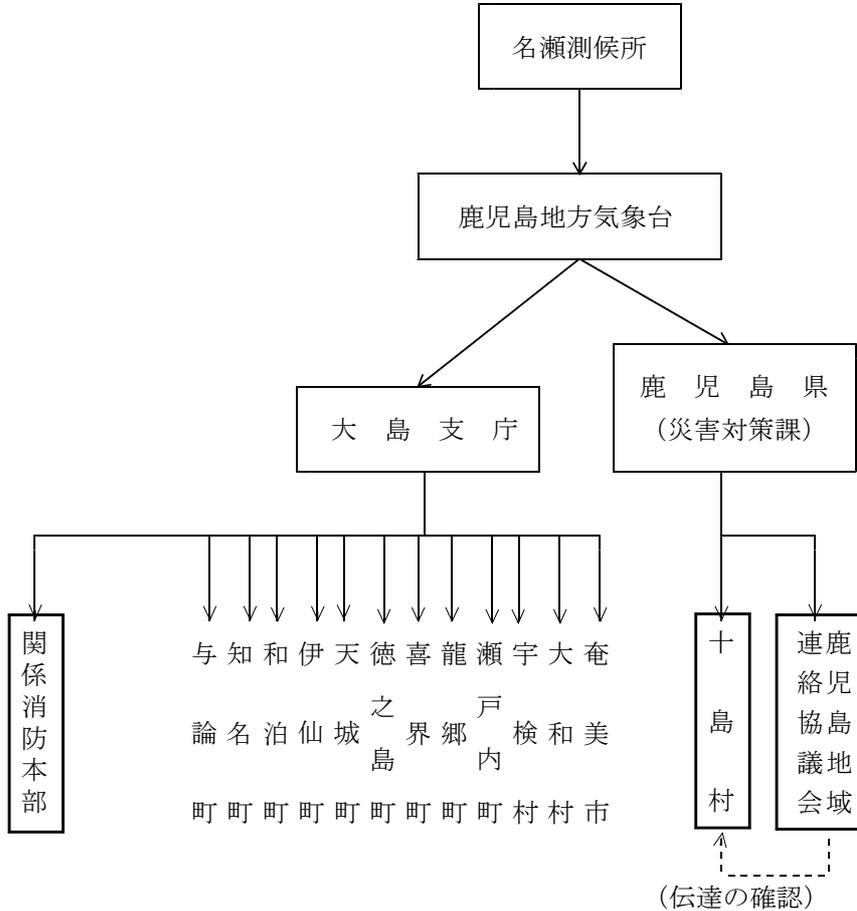 名瀬測候所
鹿児島地方気象台
鹿児島県
（災害対策課）
大島支庁
関係消防本部
与論町
知名町
和泊町
伊仙町
天城町
徳之島町
喜界町
龍郷町
瀬戸内町
宇検村
大和村
奄美市
十島村
鹿児島地域
連絡協議会
（伝達の確認）